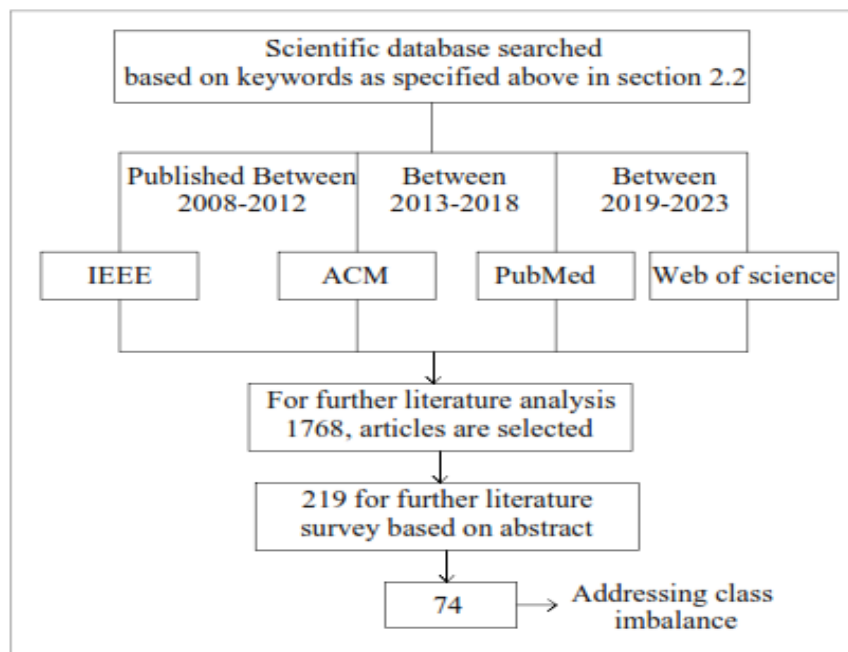 Scientific database searched
based on keywords as specified above in section 2.2
Published Between
2008-2012
Between
2013-2018
Between
2019-2023
IEEE
ACM
PubMed
Web of science
For further literature analysis
1768, articles are selected
219 for further literature
survey based on abstract
74
Addressing class
imbalance